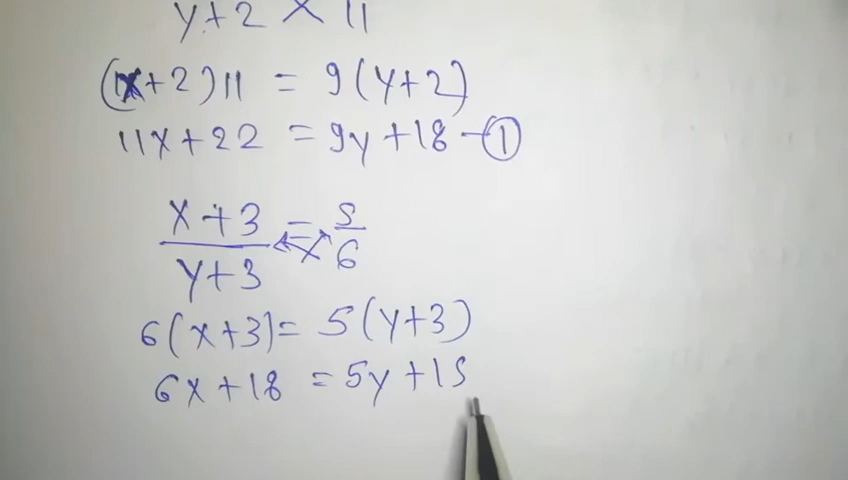 y+2 × 11
(x+2)11 = 9(y+2)
11x+22 = 9y+18 —①
x+3 = 5
y+3 6
6(x+3) = 5(y+3)
6x+18 = 5y+15